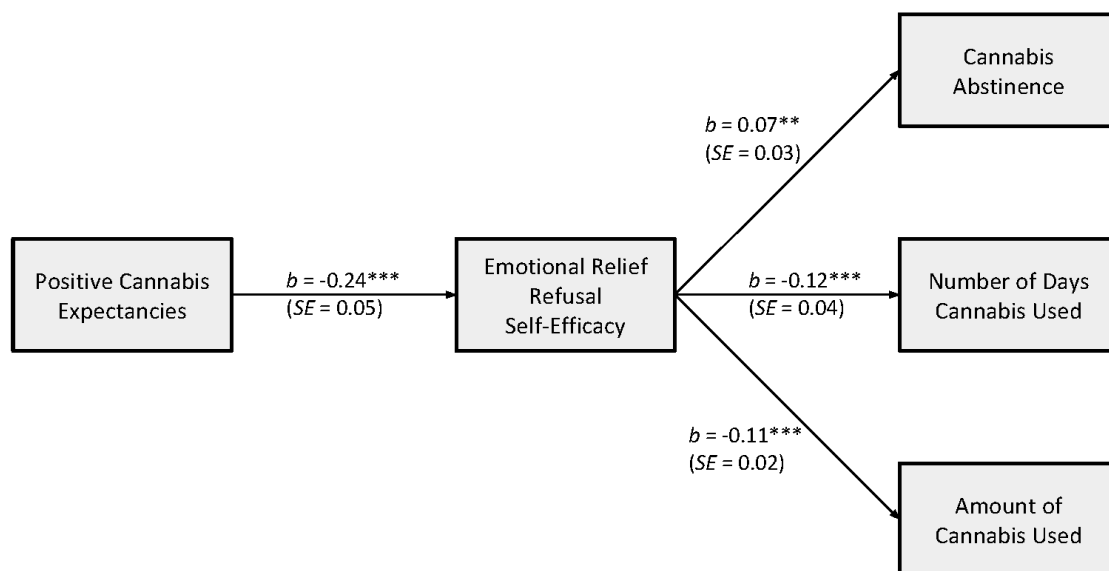 Cannabis
Abstinence
b = 0.07**
(SE = 0.03)
Positive Cannabis
Expectancies
b = -0.24***
(SE = 0.05)
Emotional Relief
Refusal
Self-Efficacy
b = -0.12***
(SE = 0.04)
Number of Days
Cannabis Used
b = -0.11***
(SE = 0.02)
Amount of
Cannabis Used